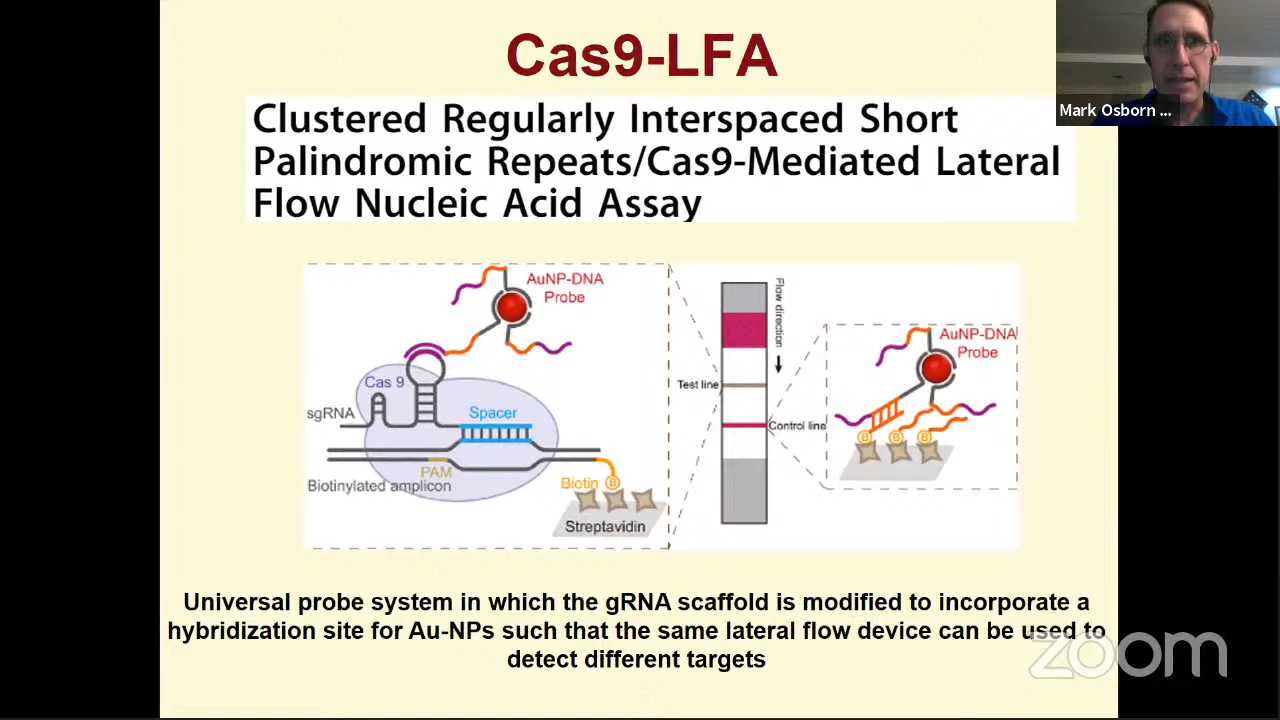 Cas9-LFA
Mark Osborn ...
Clustered Regularly Interspaced Short
Palindromic Repeats/Cas9-Mediated Lateral
Flow Nucleic Acid Assay
AuNP-DNA
Probe
Cas 9
sgRNA
Spacer
PAM
Biotinylated amplicon
Biotin
B
Streptavidin
Flow direction
Test line
Control line
AuNP-DNA
Probe
B
B
B
Universal probe system in which the gRNA scaffold is modified to incorporate a
hybridization site for Au-NPs such that the same lateral flow device can be used to
detect different targets
zoom